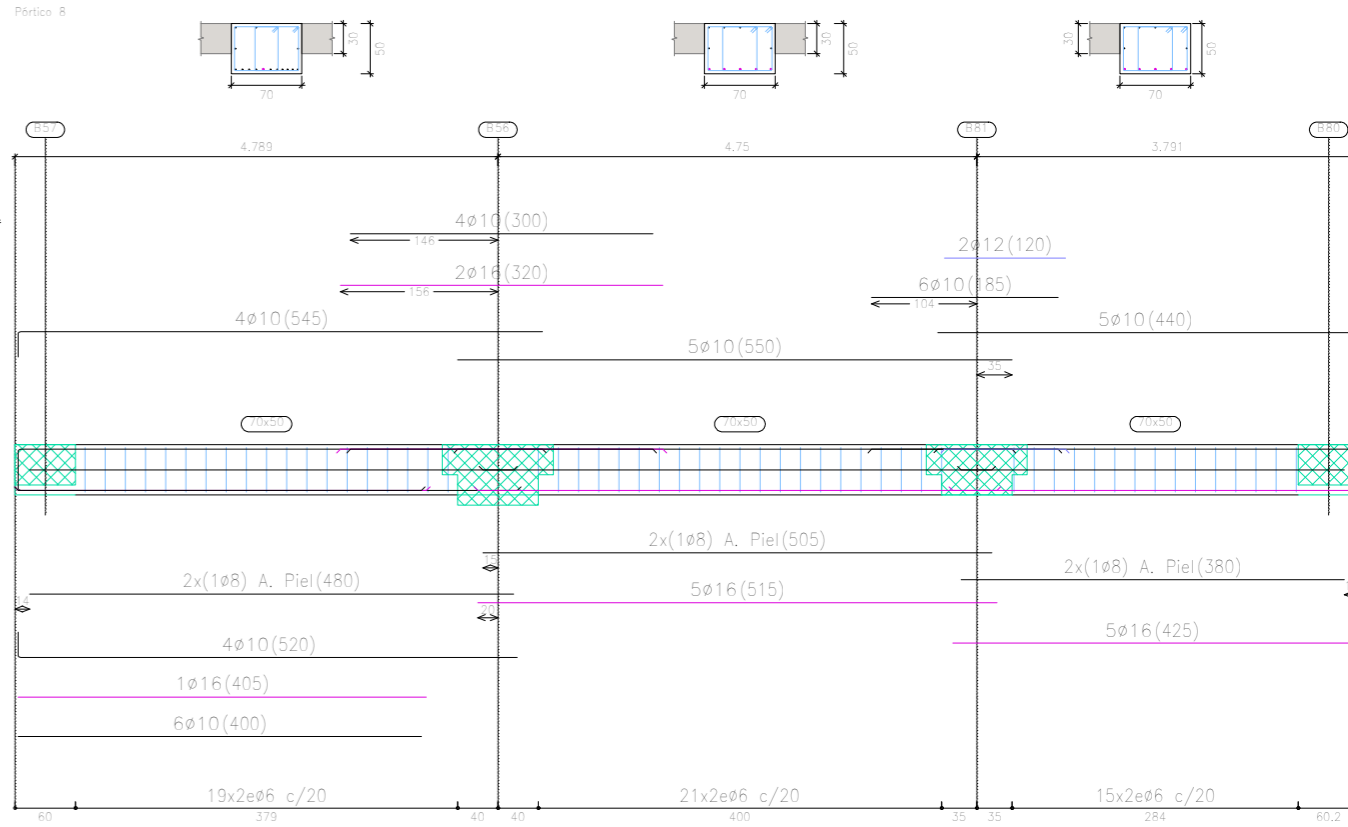 Pórtico 8
30
50
70
30
50
70
30
50
70
B57
B56
B81
B80
4.789
4.75
3.791
4ø10(300)
146
2ø12(120)
2ø16(320)
156
6ø10(185)
104
4ø10(545)
5ø10(440)
5ø10(550)
35
70x50
70x50
70x50
2x(1ø8) A. Piel(505)
15
2x(1ø8) A. Piel(480)
2x(1ø8) A. Piel(380)
14
5ø16(515)
20
5ø16(425)
4ø10(520)
1ø16(405)
6ø10(400)
19x2eø6 c/20
21x2eø6 c/20
15x2eø6 c/20
60
379
40
40
400
35
35
284
60.2